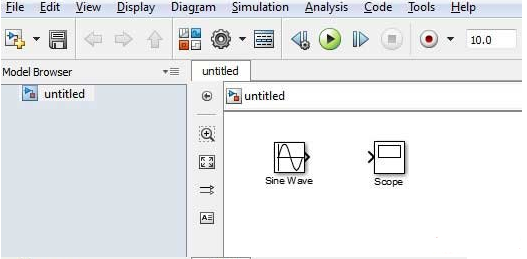 File Edit View Display Diagram Simulation Analysis Code Tools Help
10.0
Model Browser
untitled
untitled
untitled
Sine Wave
Scope